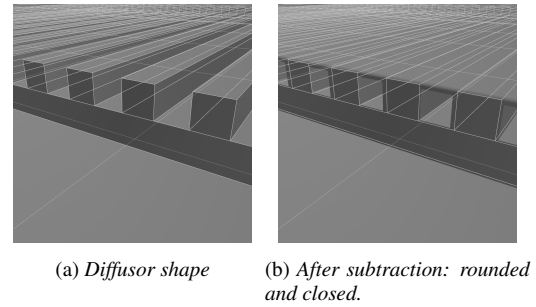 (a) Diffusor shape
(b) After subtraction: rounded
and closed.